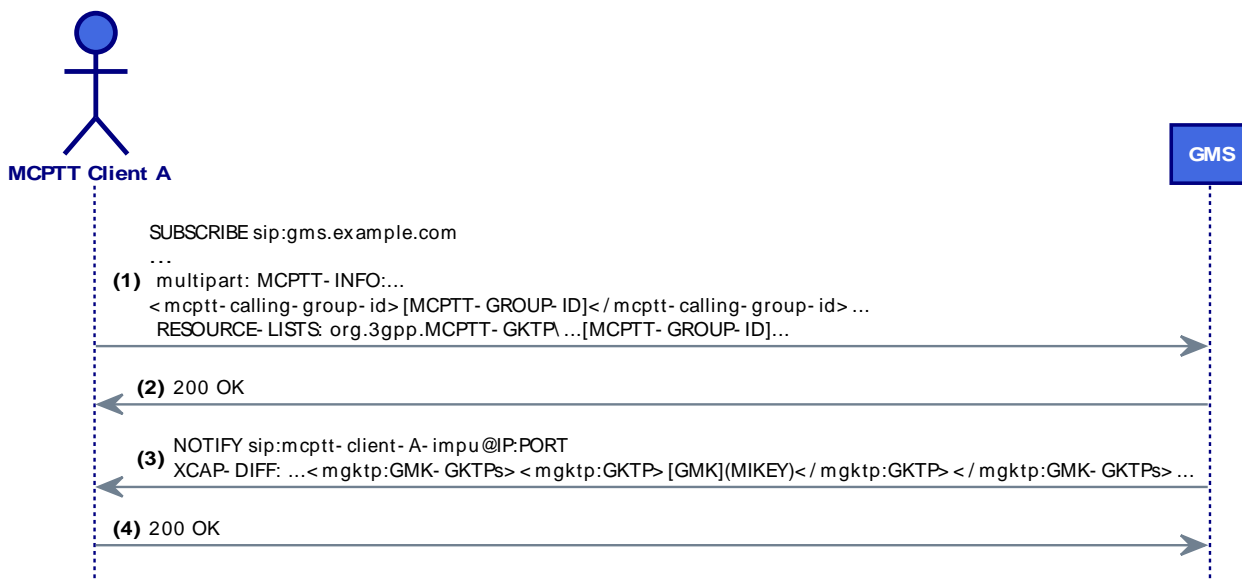 MCPTT Client A
GMS
SUBSCRIBE sip:gms.example.com
...
(1) multipart: MCPTT-INFO:...
<mcptt-calling-group-id>[MCPTT-GROUP-ID]</mcptt-calling-group-id>...
RESOURCE-LISTS: org.3gpp.MCPTT-GKTP\...[MCPTT-GROUP-ID]...
(2) 200 OK
NOTIFY sip:mcptt-client-A-impu@IP:PORT
(3)
XCAP-DIFF: ...<mgktp:GMK-GKTPs><mgktp:GKTP>[GMK](MIKEY)</mgktp:GKTP></mgktp:GMK-GKTPs>...
(4) 200 OK